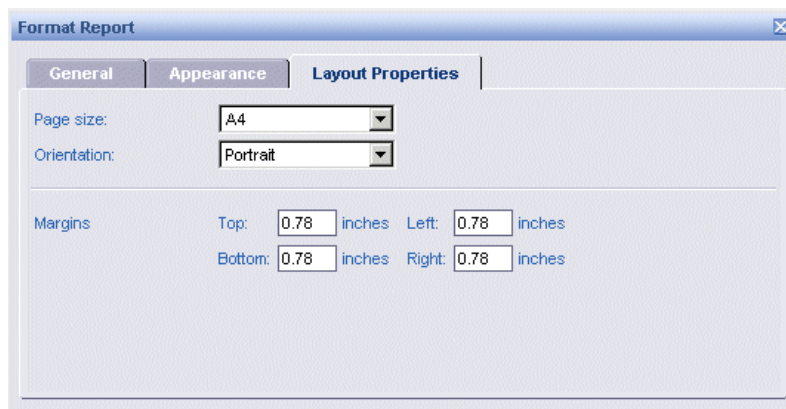 Format Report
General Appearance Layout Properties
Page size: A4
Orientation: Portrait
Margins Top: 0.78 inches Left: 0.78 inches
Bottom: 0.78 inches Right: 0.78 inches